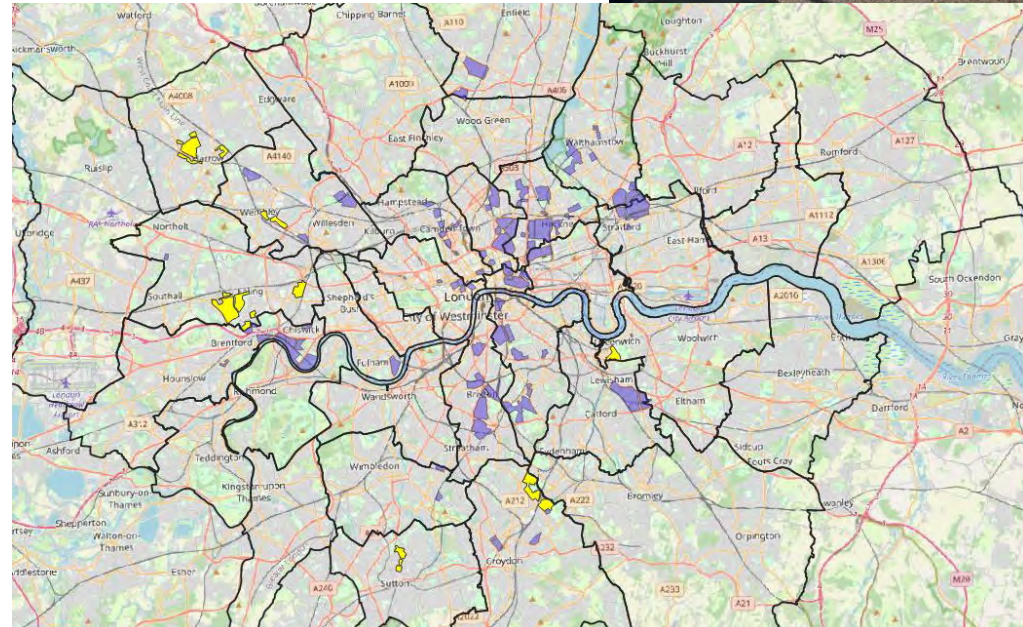 Watford
Chipping Barnet
A110
Enfield
Loughton
M25
Rickmansworth
A4008
Edgware
A1000
A406
Buckhurst
Hill
Brentwood
Wood Green
East Finchley
A4140
Walthamstow
A12
A127
Romford
Ruislip
Harrow
A503
Ilford
Wembley
Willesden
Hampstead
Northolt
Kilburn
Camden Town
Hackney
Stratford
A1112
Uxbridge
East Ham
A13
A1306
A437
South Ockendon
Southall
Ealing
Shepherd's
Bush
London
City of Westminster
A2016
Chiswick
Brentford
Fulham
Woolwich
Hounslow
Richmond
Wandsworth
Lewisham
Bexleyheath
A312
Eltham
Catford
Dartford
A2
Ashford
Teddington
Streatham
Sydenham
Sidcup
Foots Cray
Wimbledon
Kingston upon
Thames
A212
A222
Bromley
Sunbury-on-
Thames
Swanley
Shepperton
Walton-on-
Thames
Orpington
Croydon
A232
Esher
A240
Sutton
A233
A21
M20